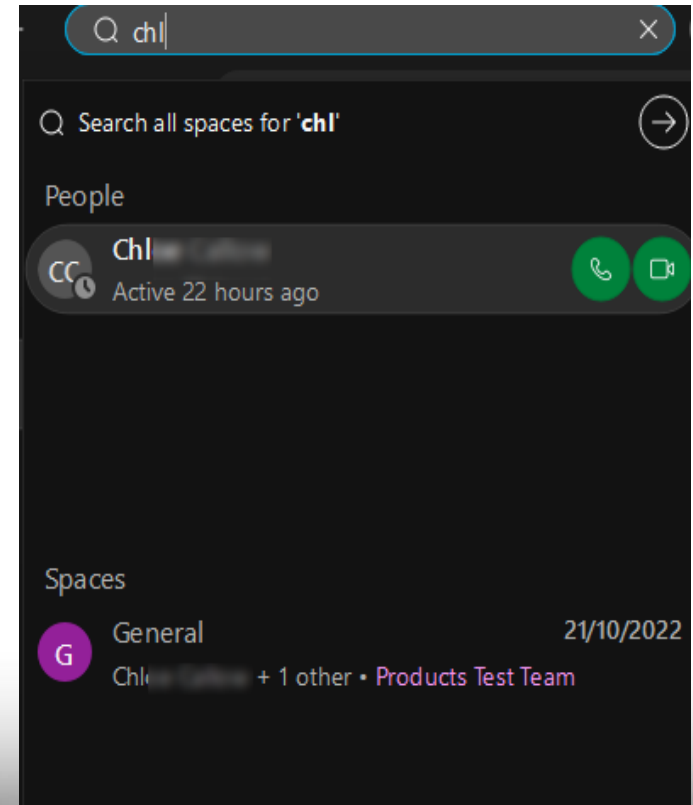 chl
Search all spaces for 'chl'
People
CC
Chl
Active 22 hours ago
Spaces
G
General
21/10/2022
Chl + 1 other • Products Test Team